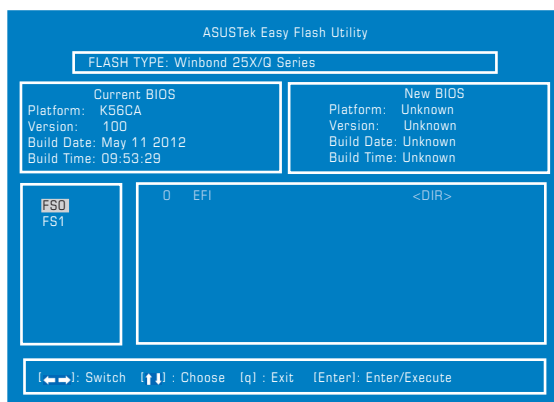 ASUSTek Easy Flash Utility
FLASH TYPE: Winbond 25X/Q Series
Current BIOS
Platform: K56CA
Version: 100
Build Date: May 11 2012
Build Time: 09:53:29
New BIOS
Platform: Unknown
Version: Unknown
Build Date: Unknown
Build Time: Unknown
FS0
FS1
0 EFI <DIR>
[←→]: Switch [↑↓] : Choose [q] : Exit [Enter]: Enter/Execute